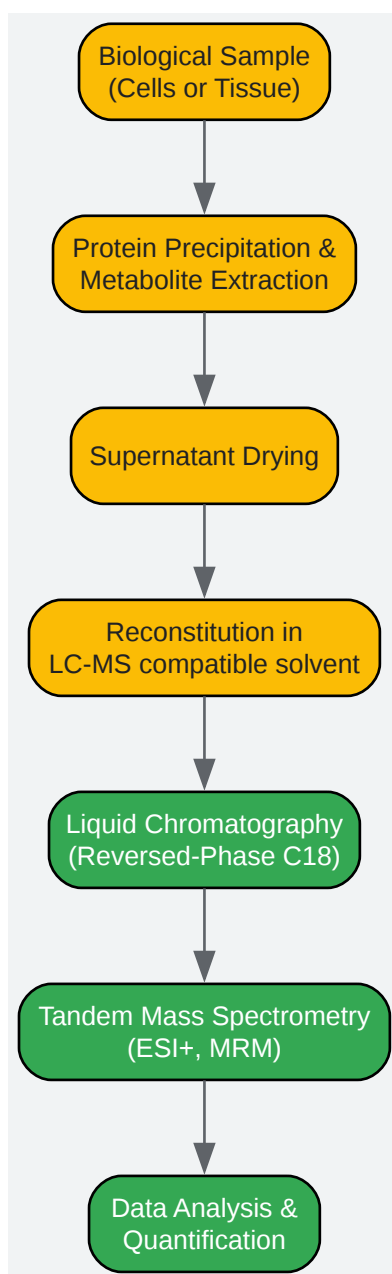 Biological Sample
(Cells or Tissue)
Protein Precipitation &
Metabolite Extraction
Supernatant Drying
Reconstitution in
LC-MS compatible solvent
Liquid Chromatography
(Reversed-Phase C18)
Tandem Mass Spectrometry
(ESI+, MRM)
Data Analysis &
Quantification